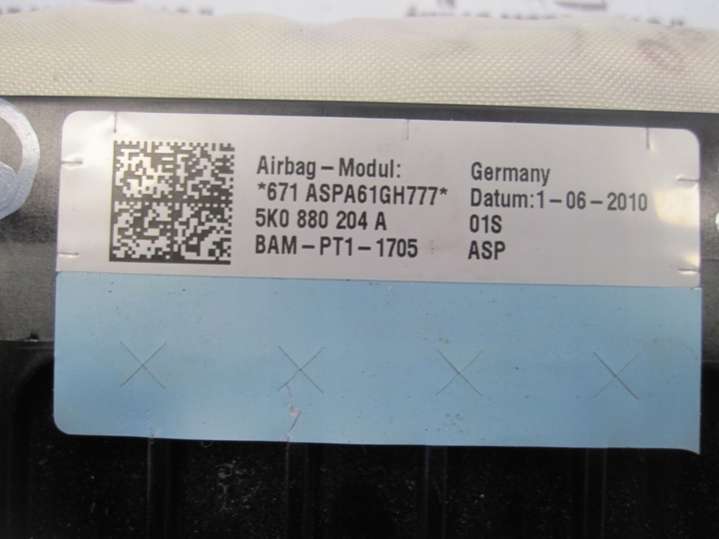 Airbag-Modul:
*671 ASPA61GH777*
5K0 880 204 A
BAM-PT1-1705
Germany
Datum:1-06-2010
01S
ASP